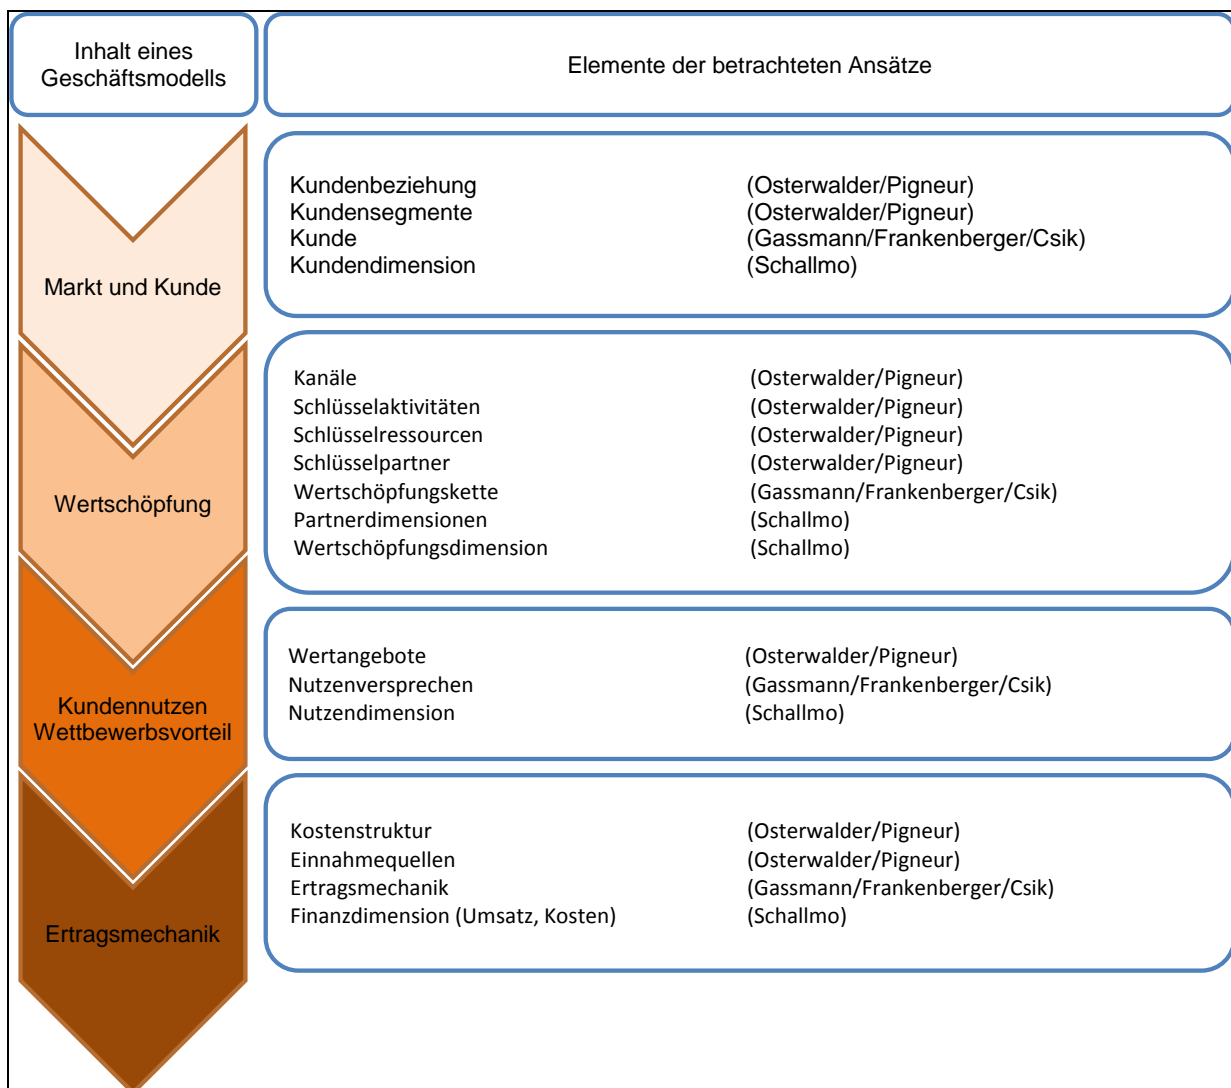 Inhalt eines
Geschäftsmodells
Elemente der betrachteten Ansätze
Markt und Kunde
Kundenbeziehung (Osterwalder/Pigneur)
Kundensegmente (Osterwalder/Pigneur)
Kunde (Gassmann/Frankenberger/Csik)
Kundendimension (Schallmo)
Wertschöpfung
Kanäle (Osterwalder/Pigneur)
Schlüsselaktivitäten (Osterwalder/Pigneur)
Schlüsselressourcen (Osterwalder/Pigneur)
Schlüsselpartner (Osterwalder/Pigneur)
Wertschöpfungskette (Gassmann/Frankenberger/Csik)
Partnerdimensionen (Schallmo)
Wertschöpfungsdimension (Schallmo)
Kundennutzen
Wettbewerbsvorteil
Wertangebote (Osterwalder/Pigneur)
Nutzenversprechen (Gassmann/Frankenberger/Csik)
Nutzendimension (Schallmo)
Ertragsmechanik
Kostenstruktur (Osterwalder/Pigneur)
Einnahmequellen (Osterwalder/Pigneur)
Ertragsmechanik (Gassmann/Frankenberger/Csik)
Finanzdimension (Umsatz, Kosten) (Schallmo)